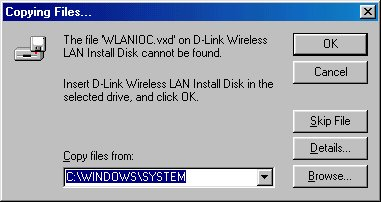 Copying Files...
The file 'WLANIOC.vxd' on D-Link Wireless
LAN Install Disk cannot be found.
Insert D-Link Wireless LAN Install Disk in the
selected drive, and click OK.
Copy files from:
C:\WINDOWS\SYSTEM
OK
Cancel
Skip File
Details...
Browse...